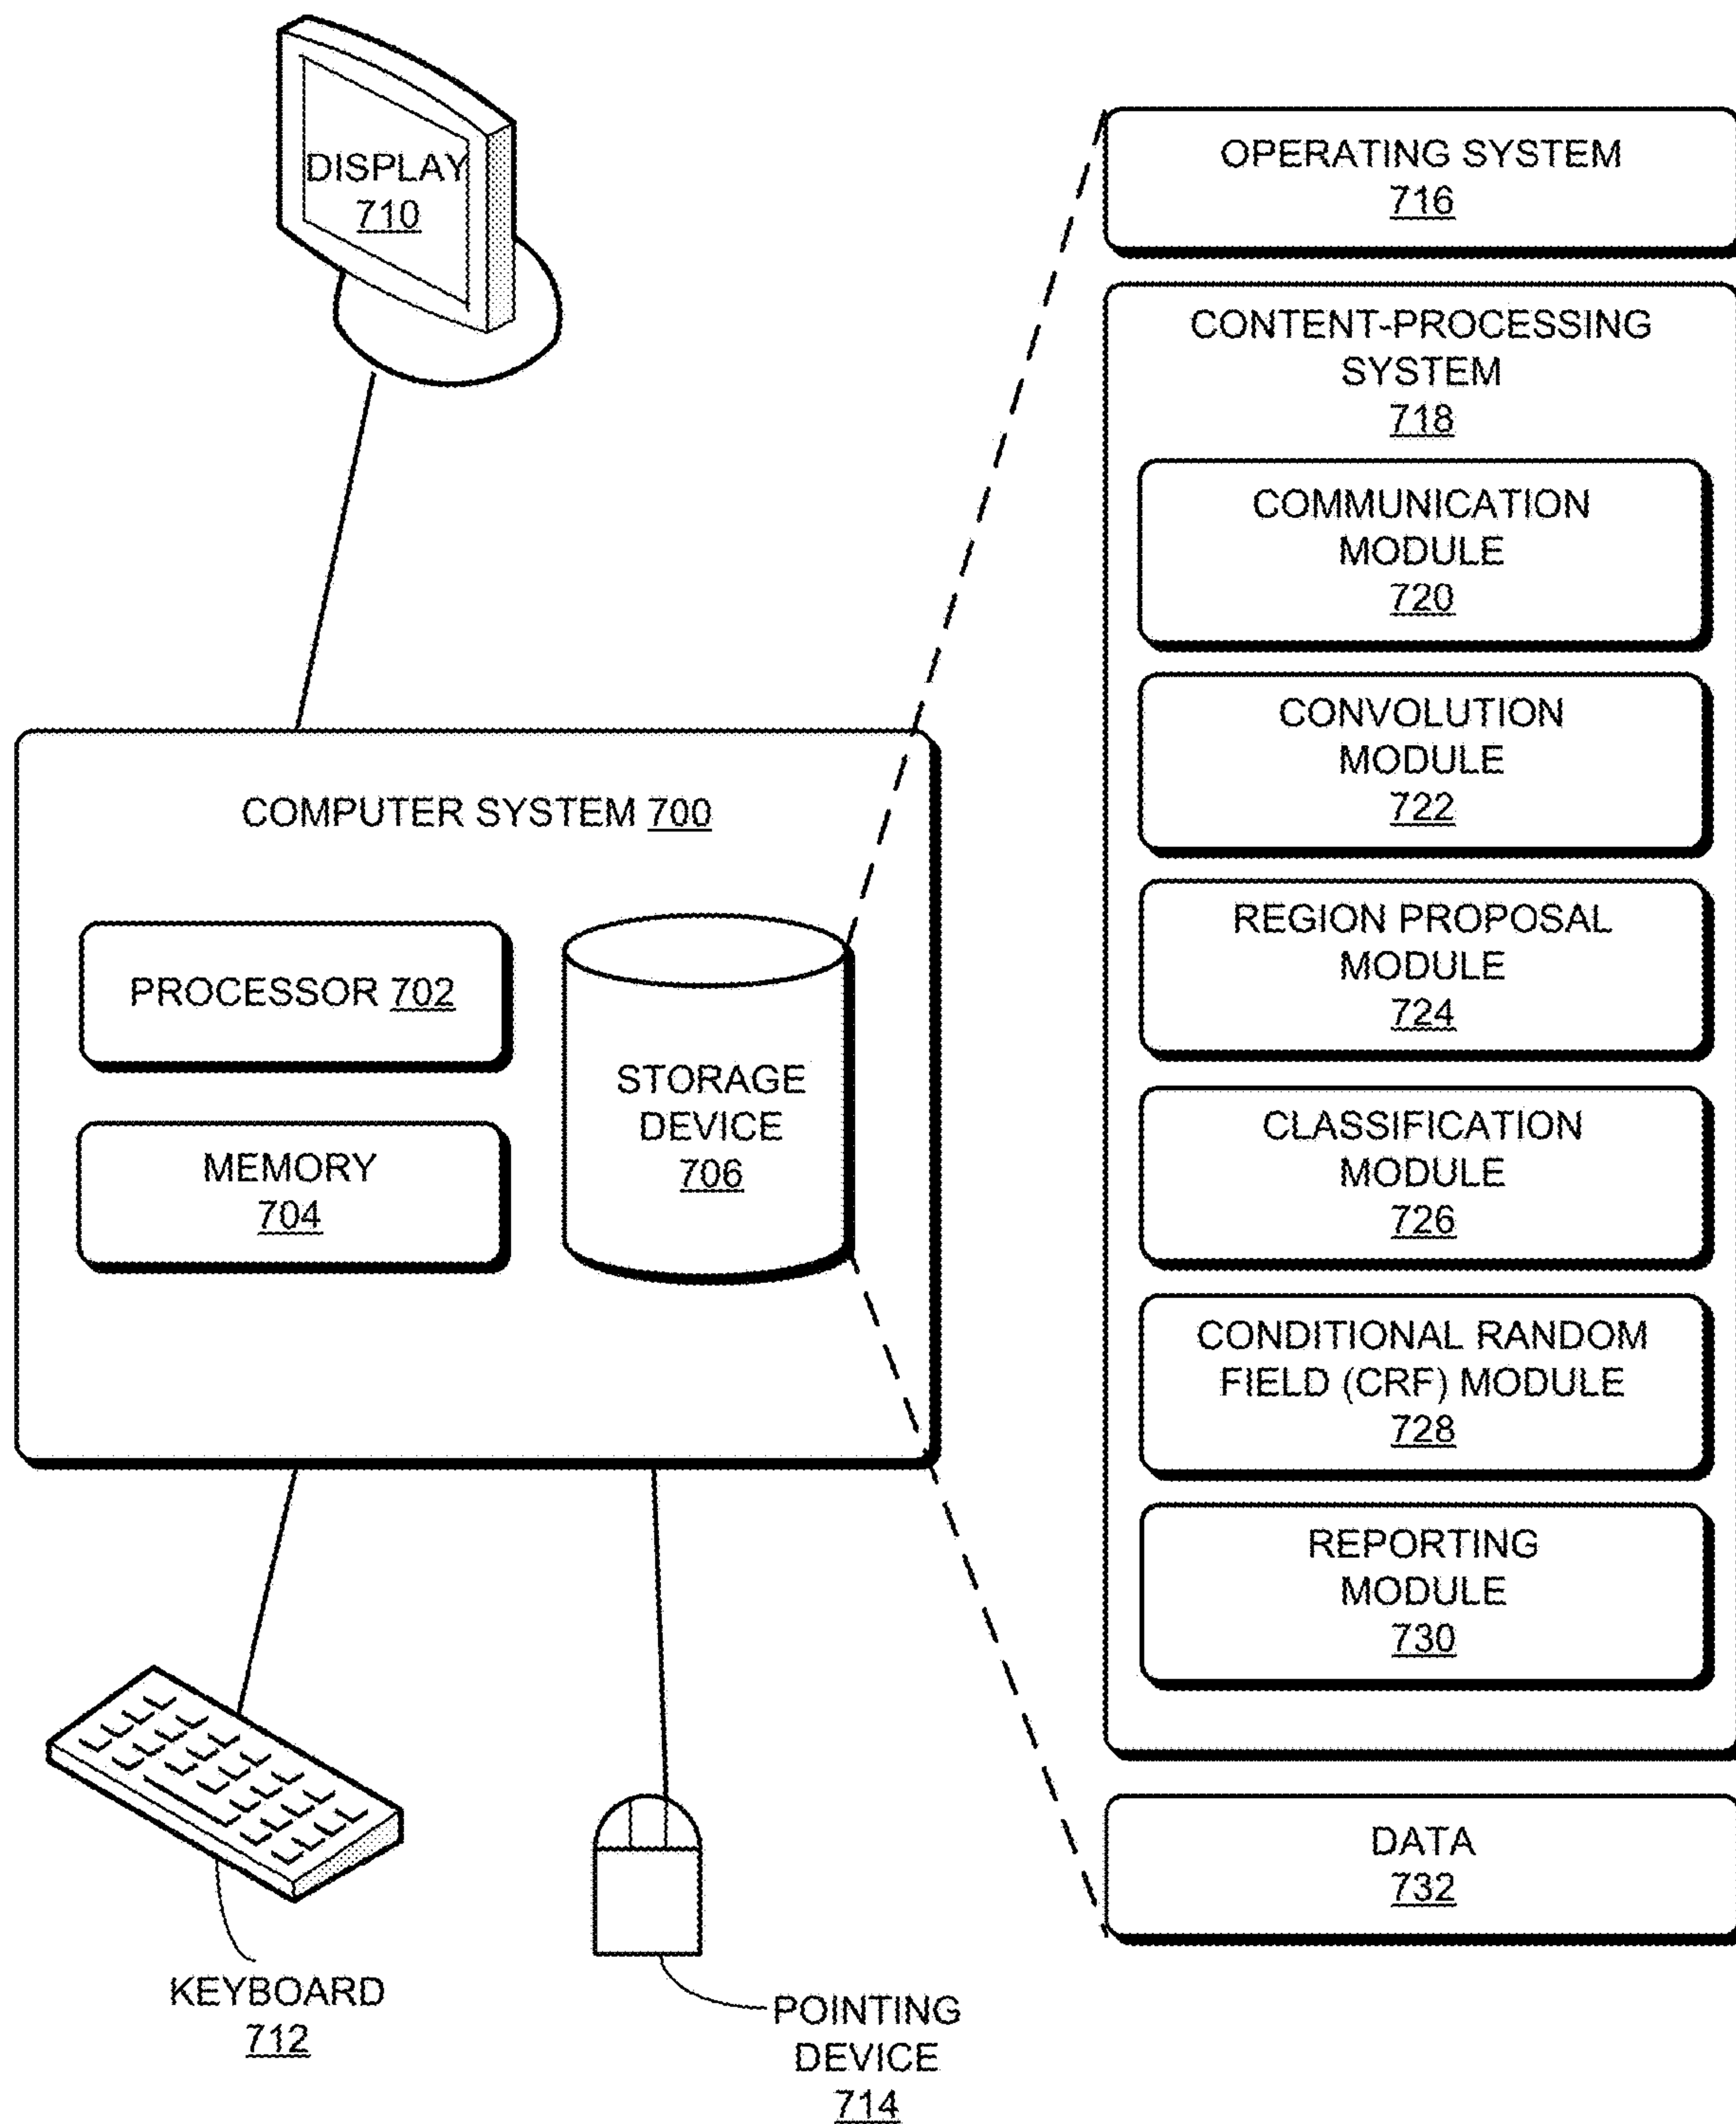 DISPLAY
710
COMPUTER SYSTEM 700
PROCESSOR 702
MEMORY
704
STORAGE
DEVICE
706
KEYBOARD
712
POINTING
DEVICE
714
OPERATING SYSTEM
716
CONTENT-PROCESSING
SYSTEM
718
COMMUNICATION
MODULE
720
CONVOLUTION
MODULE
722
REGION PROPOSAL
MODULE
724
CLASSIFICATION
MODULE
726
CONDITIONAL RANDOM
FIELD (CRF) MODULE
728
REPORTING
MODULE
730
DATA
732